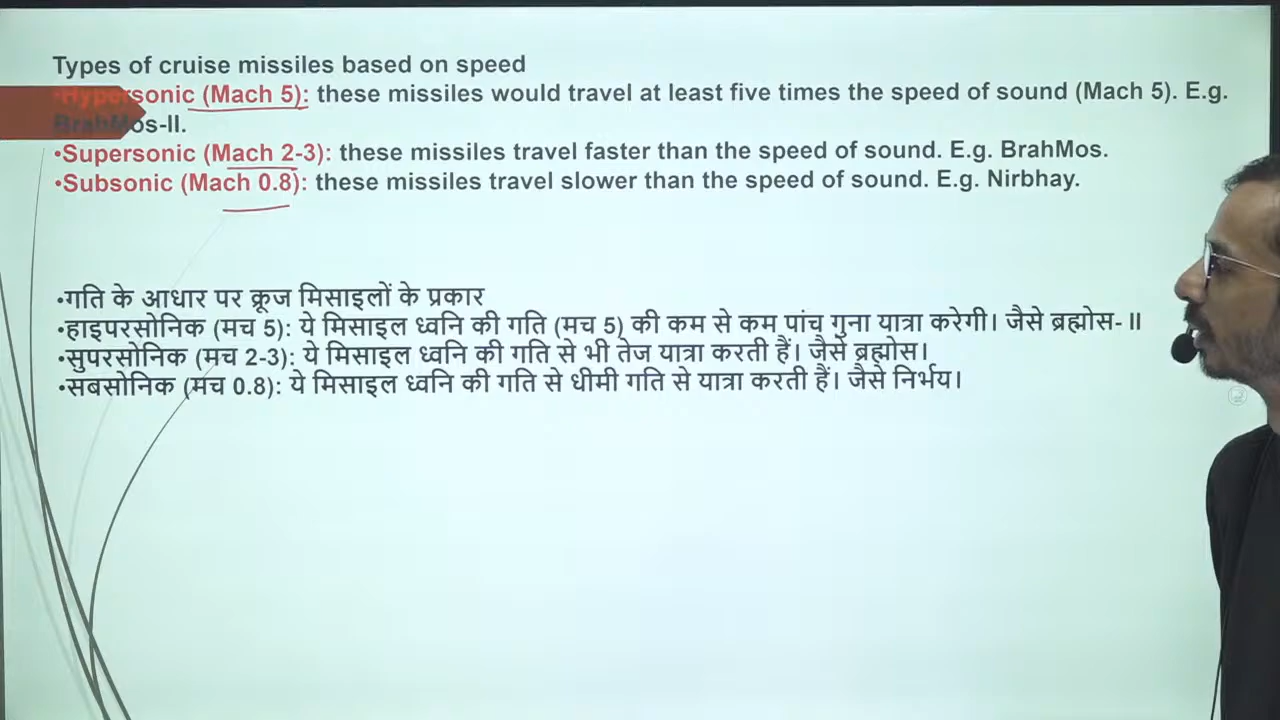 Types of cruise missiles based on speed
•Hypersonic (Mach 5): these missiles would travel at least five times the speed of sound (Mach 5). E.g.
BrahMos-II.
•Supersonic (Mach 2-3): these missiles travel faster than the speed of sound. E.g. BrahMos.
•Subsonic (Mach 0.8): these missiles travel slower than the speed of sound. E.g. Nirbhay.
•गति के आधार पर क्रूज मिसाइलों के प्रकार
•हाइपरसोनिक (मच 5): ये मिसाइल ध्वनि की गति (मच 5) की कम से कम पांच गुना यात्रा करेगी। जैसे ब्रह्मोस- II
•सुपरसोनिक (मच 2-3): ये मिसाइल ध्वनि की गति से भी तेज यात्रा करती हैं। जैसे ब्रह्मोस।
•सबसोनिक (मच 0.8): ये मिसाइल ध्वनि की गति से धीमी गति से यात्रा करती हैं। जैसे निर्भय।